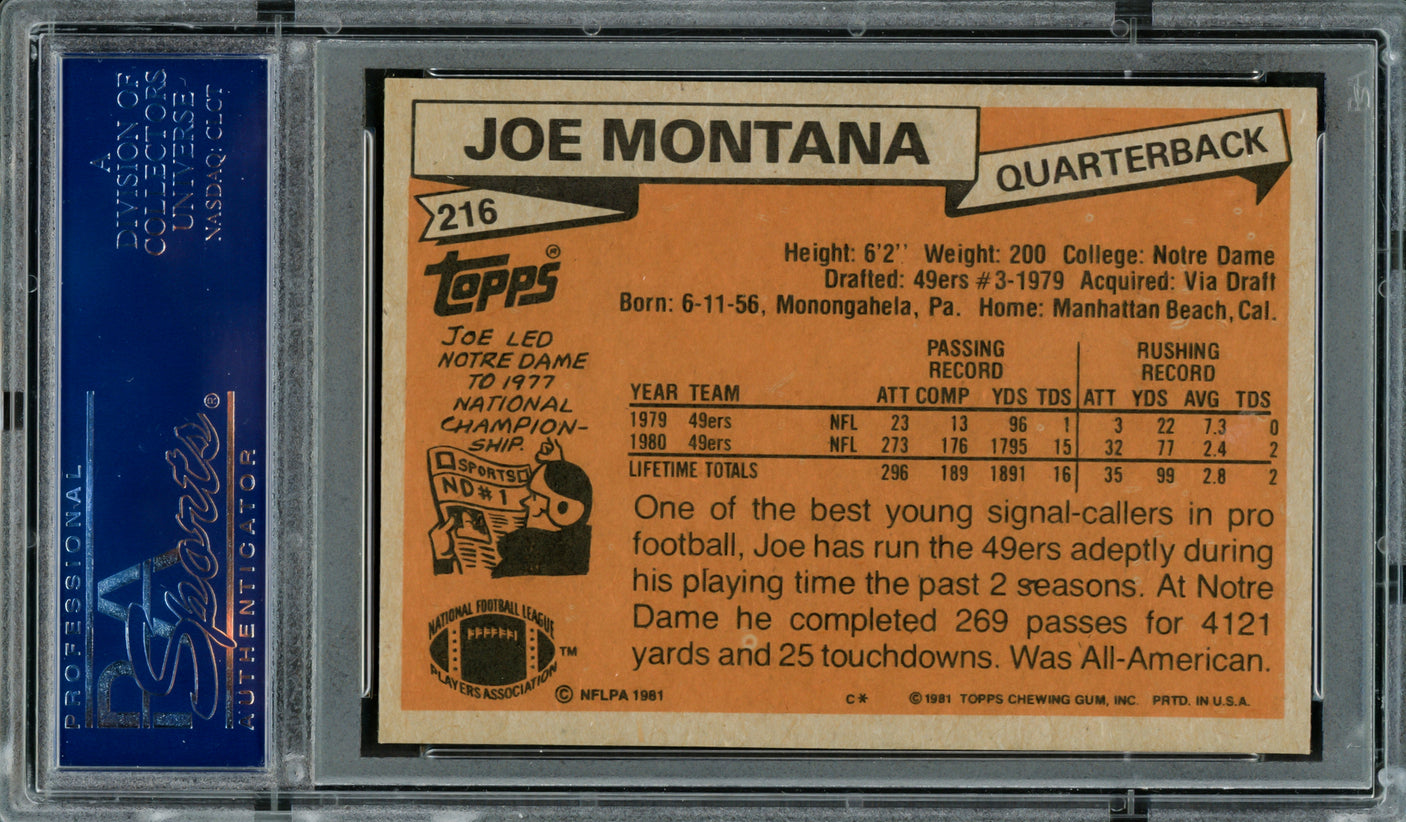 A
DIVISION OF
COLLECTORS
UNIVERSE
NASDAQ: CLCT
PROFESSIONAL
PSA
Sports®
AUTHENTICATOR
PSA
JOE MONTANA
QUARTERBACK
216
TOPPS®
Height: 6'2'' Weight: 200 College: Notre Dame
Drafted: 49ers #3-1979 Acquired: Via Draft
Born: 6-11-56, Monongahela, Pa. Home: Manhattan Beach, Cal.
JOE LED
NOTRE DAME
TO 1977
NATIONAL
CHAMPION-
SHIP.
SPORTS
ND#1
PASSING RUSHING
RECORD RECORD
YEAR TEAM ATT COMP YDS TDS ATT YDS AVG TDS
1979 49ers NFL 23 13 96 1 3 22 7.3 0
1980 49ers NFL 273 176 1795 15 32 77 2.4 2
LIFETIME TOTALS 296 189 1891 16 35 99 2.8 2
One of the best young signal-callers in pro
football, Joe has run the 49ers adeptly during
his playing time the past 2 seasons. At Notre
Dame he completed 269 passes for 4121
yards and 25 touchdowns. Was All-American.
NATIONAL FOOTBALL LEAGUE
PLAYERS ASSOCIATION
TM
© NFLPA 1981
C* ©1981 TOPPS CHEWING GUM, INC. PRTD. IN U.S.A.